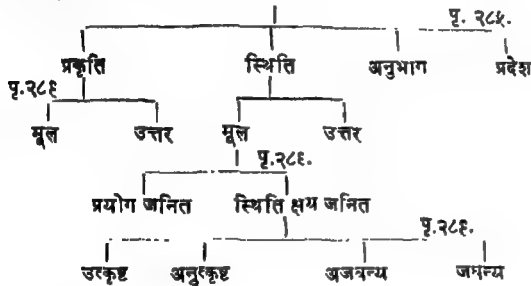 पृ. २८५.
प्रकृति स्थिति अनुभाग प्रदेश
पृ.२८६
मूल उत्तर मूल उत्तर
पृ.२८६.
प्रयोग जनित स्थिति क्षय जनित
पृ.२८६.
उत्कृष्ट अनुत्कृष्ट अजघन्य जघन्य